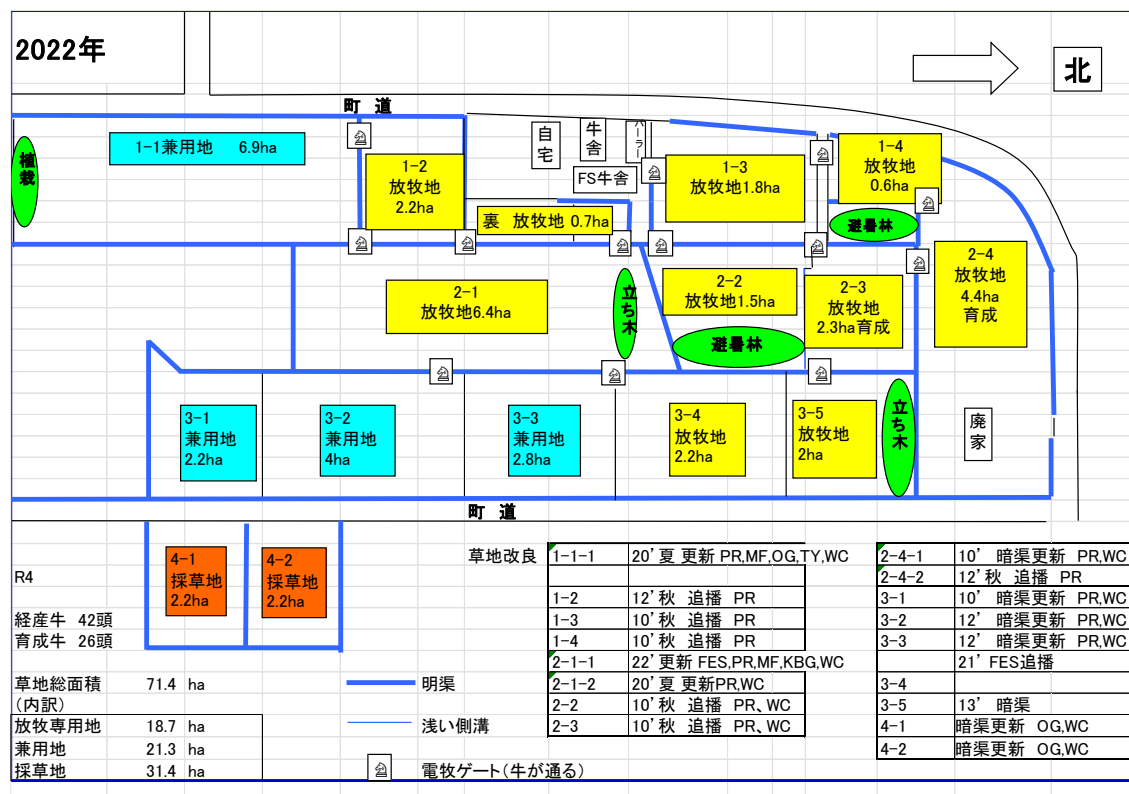 2022年
北
町 道
植栽
1-1兼用地 6.9ha
1-2
放牧地
2.2ha
自宅
牛舎
パーラー
FS牛舎
裏 放牧地 0.7ha
1-3
放牧地1.8ha
1-4
放牧地
0.6ha
避暑林
2-1
放牧地6.4ha
立ち木
2-2
放牧地1.5ha
避暑林
2-3
放牧地
2.3ha育成
2-4
放牧地
4.4ha
育成
3-1
兼用地
2.2ha
3-2
兼用地
4ha
3-3
兼用地
2.8ha
3-4
放牧地
2.2ha
3-5
放牧地
2ha
立ち木
廃家
町 道
4-1
採草地
2.2ha
4-2
採草地
2.2ha
R4
経産牛 42頭
育成牛 26頭
草地総面積 71.4 ha
(内訳)
放牧専用地 18.7 ha
兼用地 21.3 ha
採草地 31.4 ha
明渠
浅い側溝
電牧ゲート(牛が通る)
草地改良
1-1-1 20’夏 更新 PR,MF,OG,TY,WC
1-2 12’秋 追播 PR
1-3 10’秋 追播 PR
1-4 10’秋 追播 PR
2-1-1 22’更新 FES,PR,MF,KBG,WC
2-1-2 20’夏 更新PR,WC
2-2 10’秋 追播 PR、WC
2-3 10’秋 追播 PR、WC
2-4-1 10’ 暗渠更新 PR,WC
2-4-2 12’秋 追播 PR
3-1 10’ 暗渠更新 PR,WC
3-2 12’ 暗渠更新 PR,WC
3-3 12’ 暗渠更新 PR,WC
21’ FES追播
3-4
3-5 13’ 暗渠
4-1 暗渠更新 OG,WC
4-2 暗渠更新 OG,WC